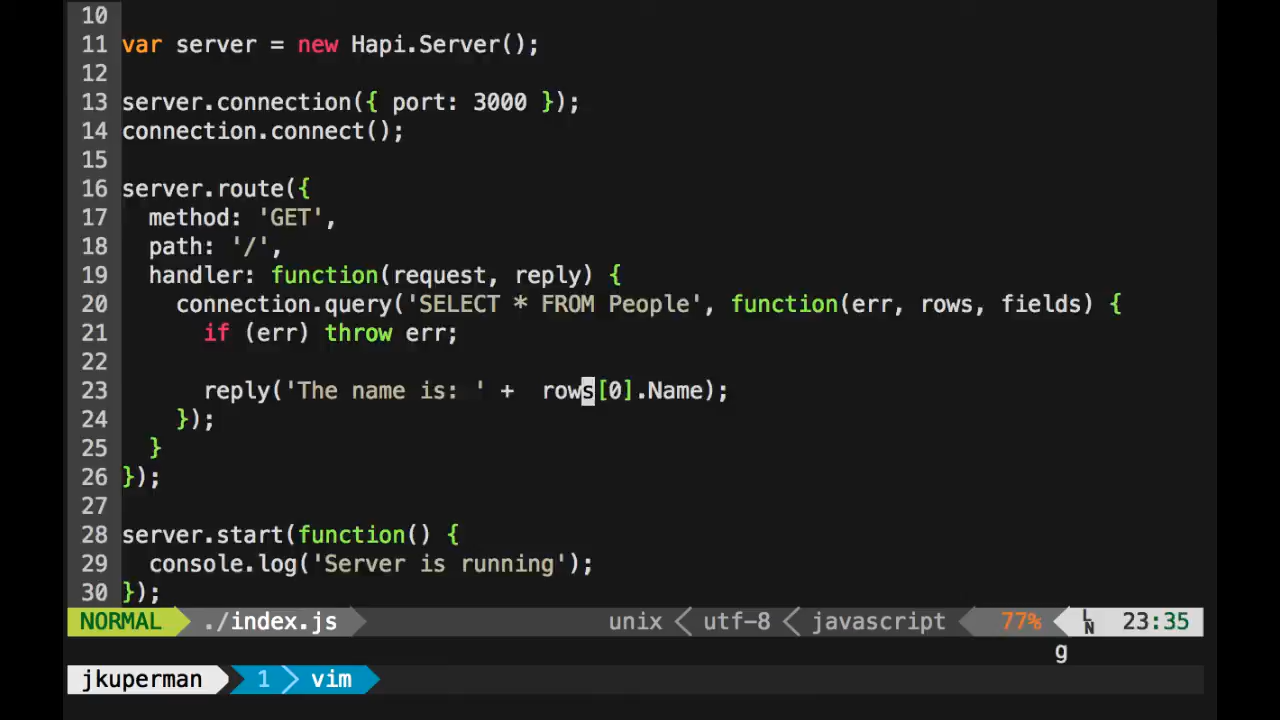 10
11 var server = new Hapi.Server();
12
13 server.connection({ port: 3000 });
14 connection.connect();
15
16 server.route({
17   method: 'GET',
18   path: '/',
19   handler: function(request, reply) {
20     connection.query('SELECT * FROM People', function(err, rows, fields) {
21       if (err) throw err;
22
23       reply('The name is: ' +  rows[0].Name);
24     });
25   }
26 });
27
28 server.start(function() {
29   console.log('Server is running');
30 });
NORMAL ./index.js unix utf-8 javascript 77% LN 23:35
g
jkuperman 1 vim